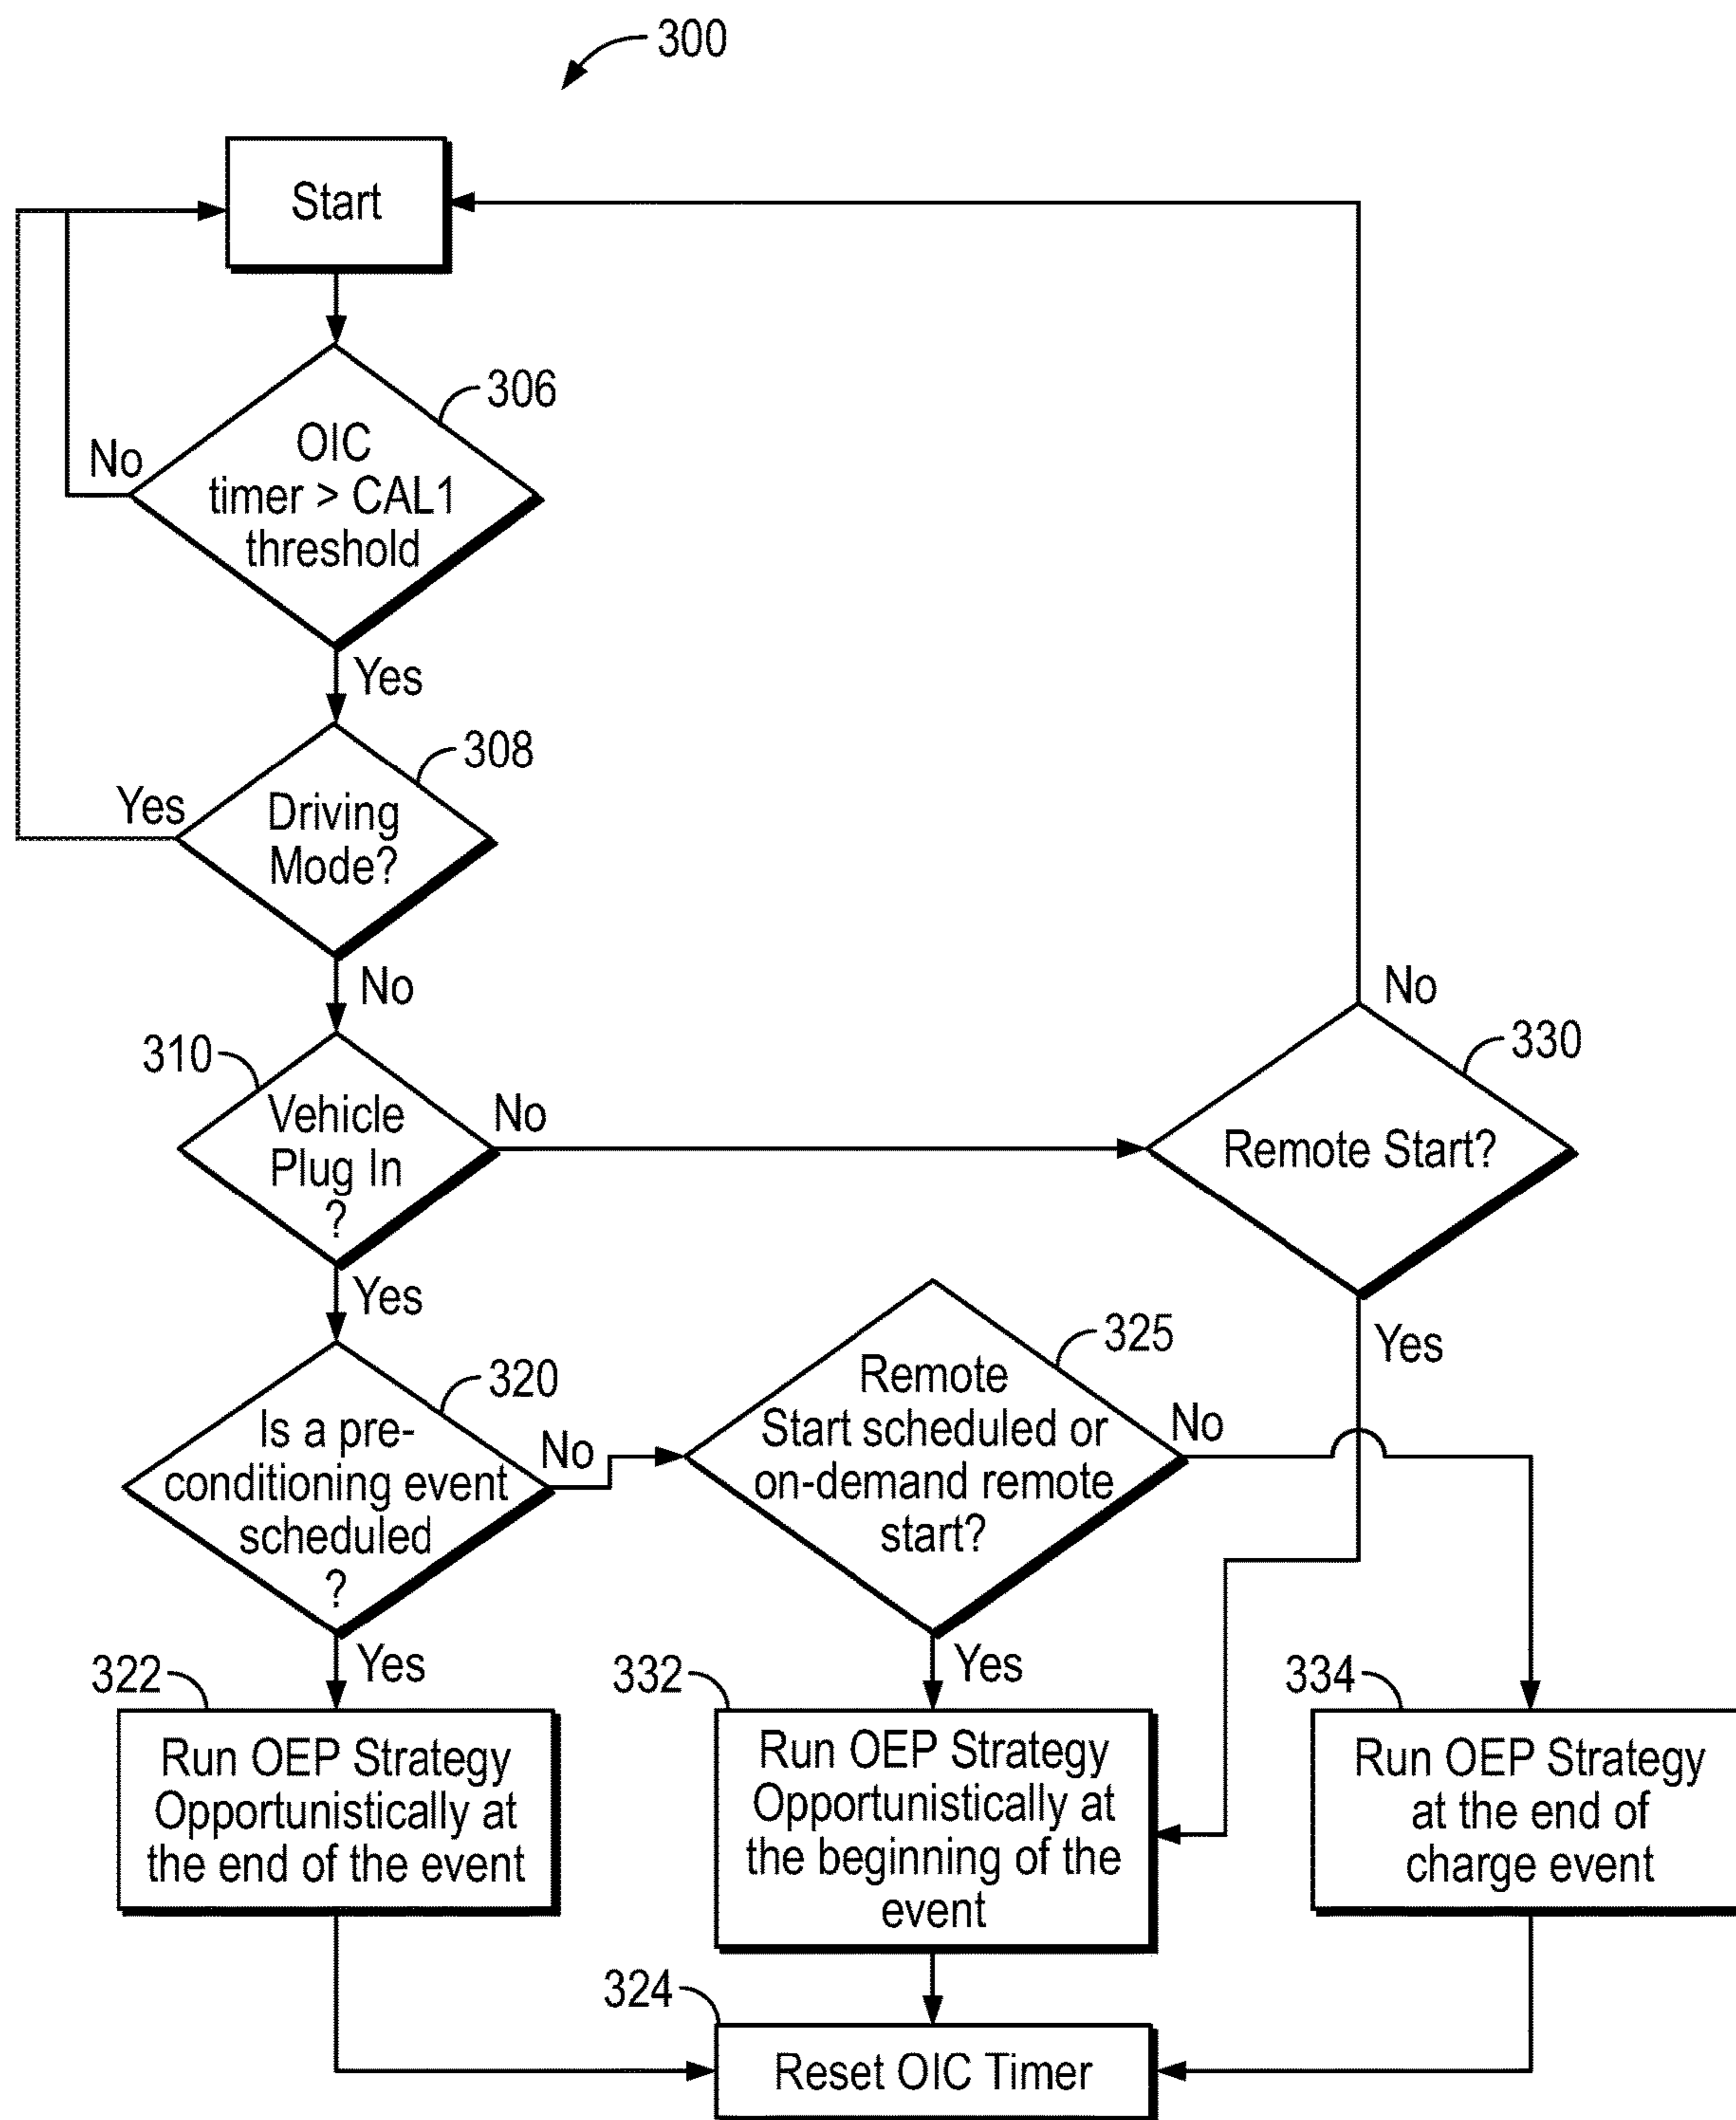 300
Start
306
OIC
timer > CAL1
threshold
No
Yes
308
Driving
Mode?
Yes
No
310
Vehicle
Plug In
?
No
330
Remote Start?
No
Yes
Yes
320
Is a pre-
conditioning event
scheduled
?
No
325
Remote
Start scheduled or
on-demand remote
start?
No
Yes
Yes
322
Run OEP Strategy
Opportunistically at
the end of the event
332
Run OEP Strategy
Opportunistically at
the beginning of the
event
334
Run OEP Strategy
at the end of
charge event
324
Reset OIC Timer